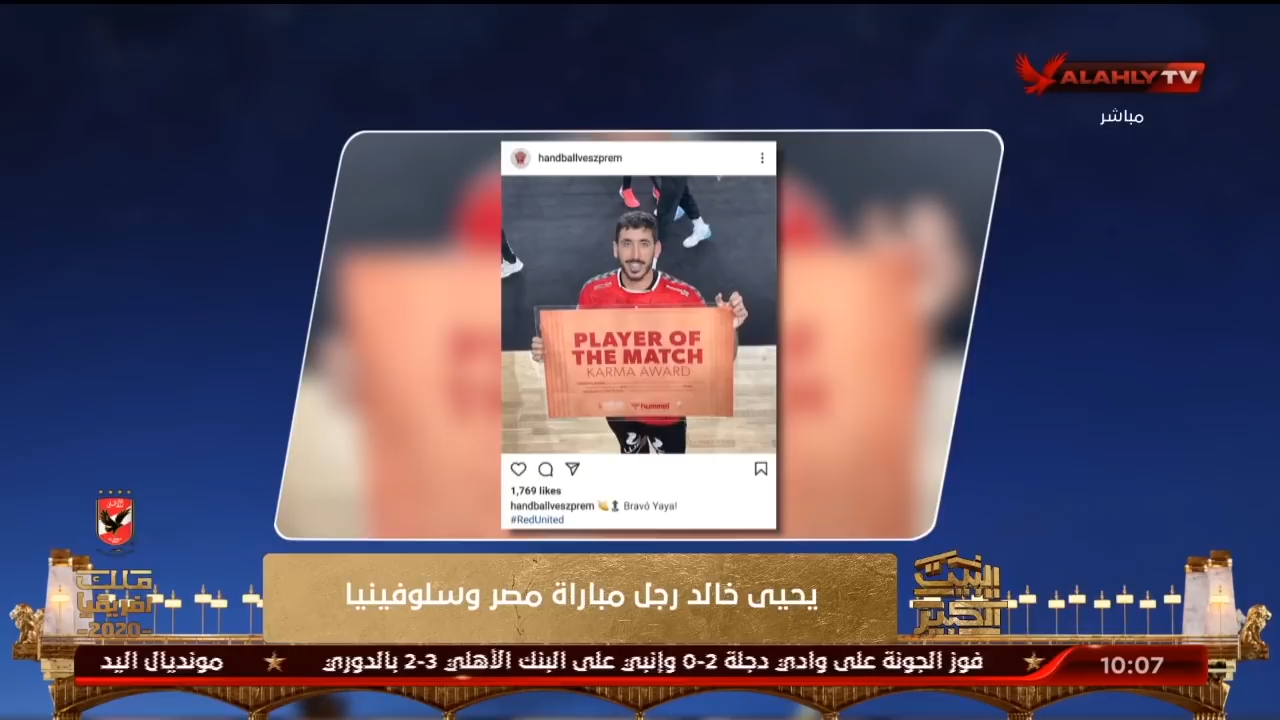 ALAHLY TV
مباشر
handballveszprem
PLAYER OF
THE MATCH
KARMA AWARD
hummel
1,769 likes
handballveszprem 👏 Bravó Yaya!
#RedUnited
يحيى خالد رجل مباراة مصر وسلوفينيا
البيت
الكبير
ملك
أفريقيا
-2020-
10:07
فوز الجونة على وادي دجلة 2-0 وإنبي على البنك الأهلي 3-2 بالدوري
مونديال اليد